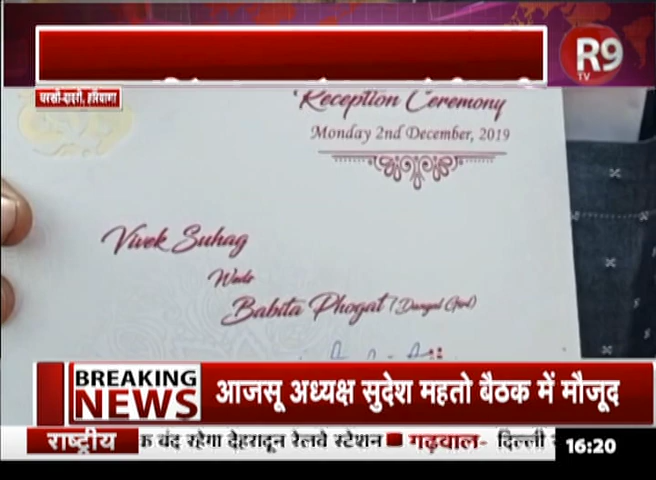 R9
TV
चरखी-दादरी, हरियाणा
Reception Ceremony
Monday 2nd December, 2019
Vivek Suhag
Weds
Babita Phogat (Dangal Girl)
BREAKING
NEWS
आजसू अध्यक्ष सुदेश महतो बैठक में मौजूद
राष्ट्रीय
क बंद रहेगा देहरादून रेलवे स्टेशन गढ़वाल- दिल्ली
16:20